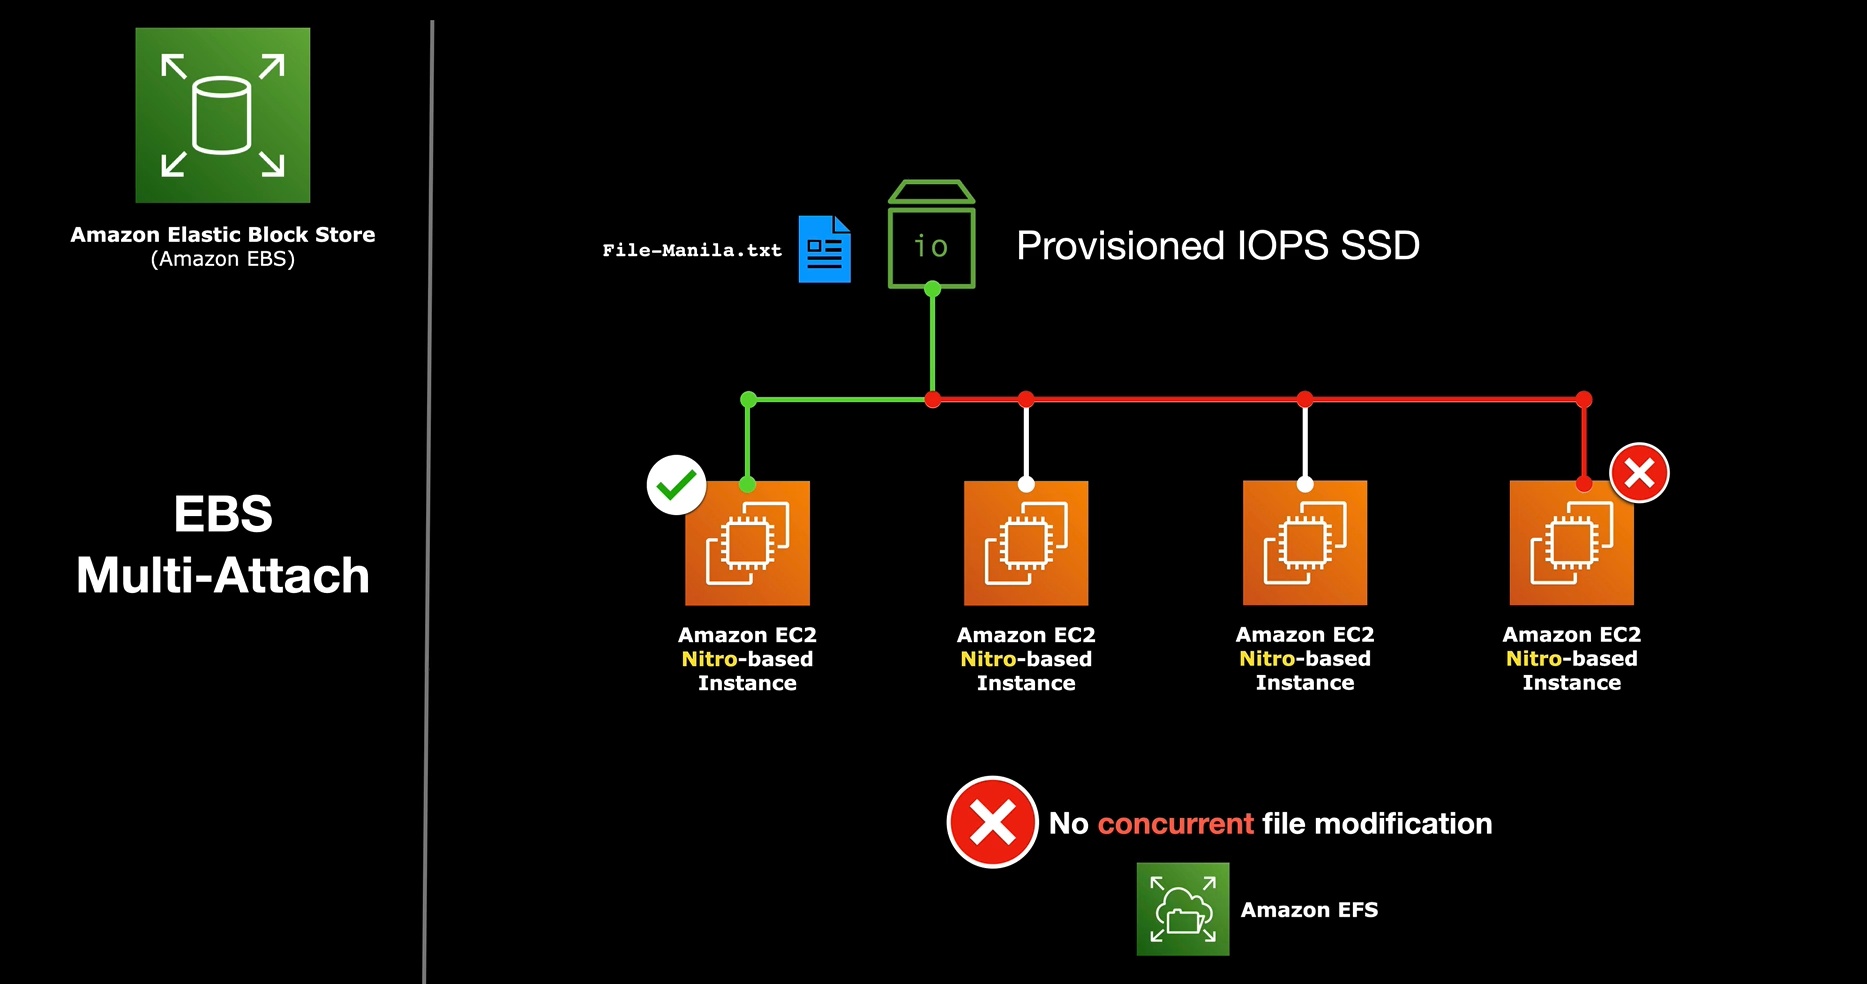 Amazon Elastic Block Store
(Amazon EBS)
EBS
Multi-Attach
File-Manila.txt
io
Provisioned IOPS SSD
Amazon EC2
Nitro-based
Instance
Amazon EC2
Nitro-based
Instance
Amazon EC2
Nitro-based
Instance
Amazon EC2
Nitro-based
Instance
No concurrent file modification
Amazon EFS